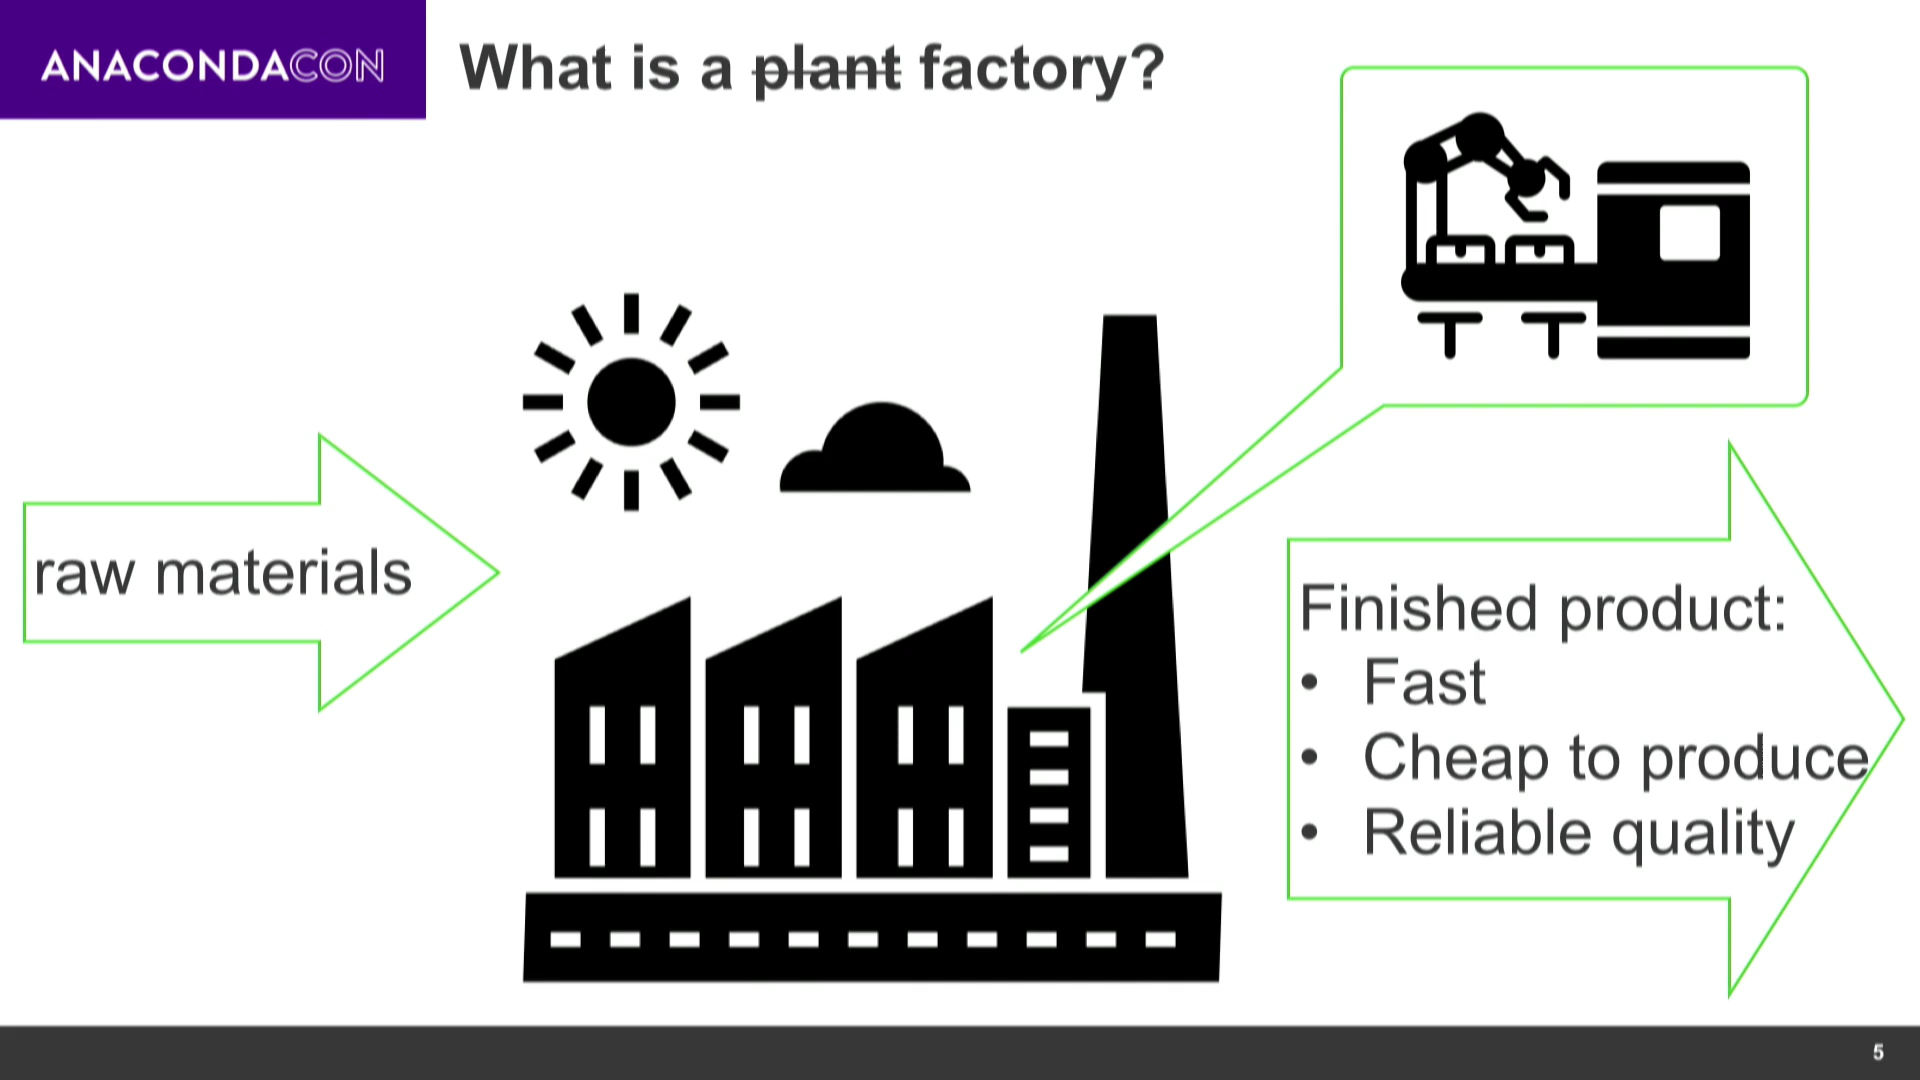 ANACONDACON
What is a plant factory?
raw materials
Finished product:
• Fast
• Cheap to produce
• Reliable quality
5